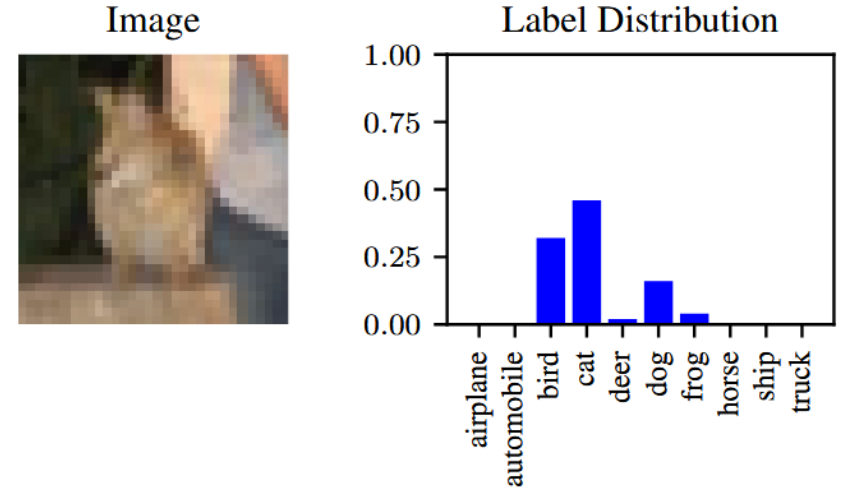 Image
Label Distribution
1.00
0.75
0.50
0.25
0.00
airplane
automobile
bird
cat
deer
dog
frog
horse
ship
truck